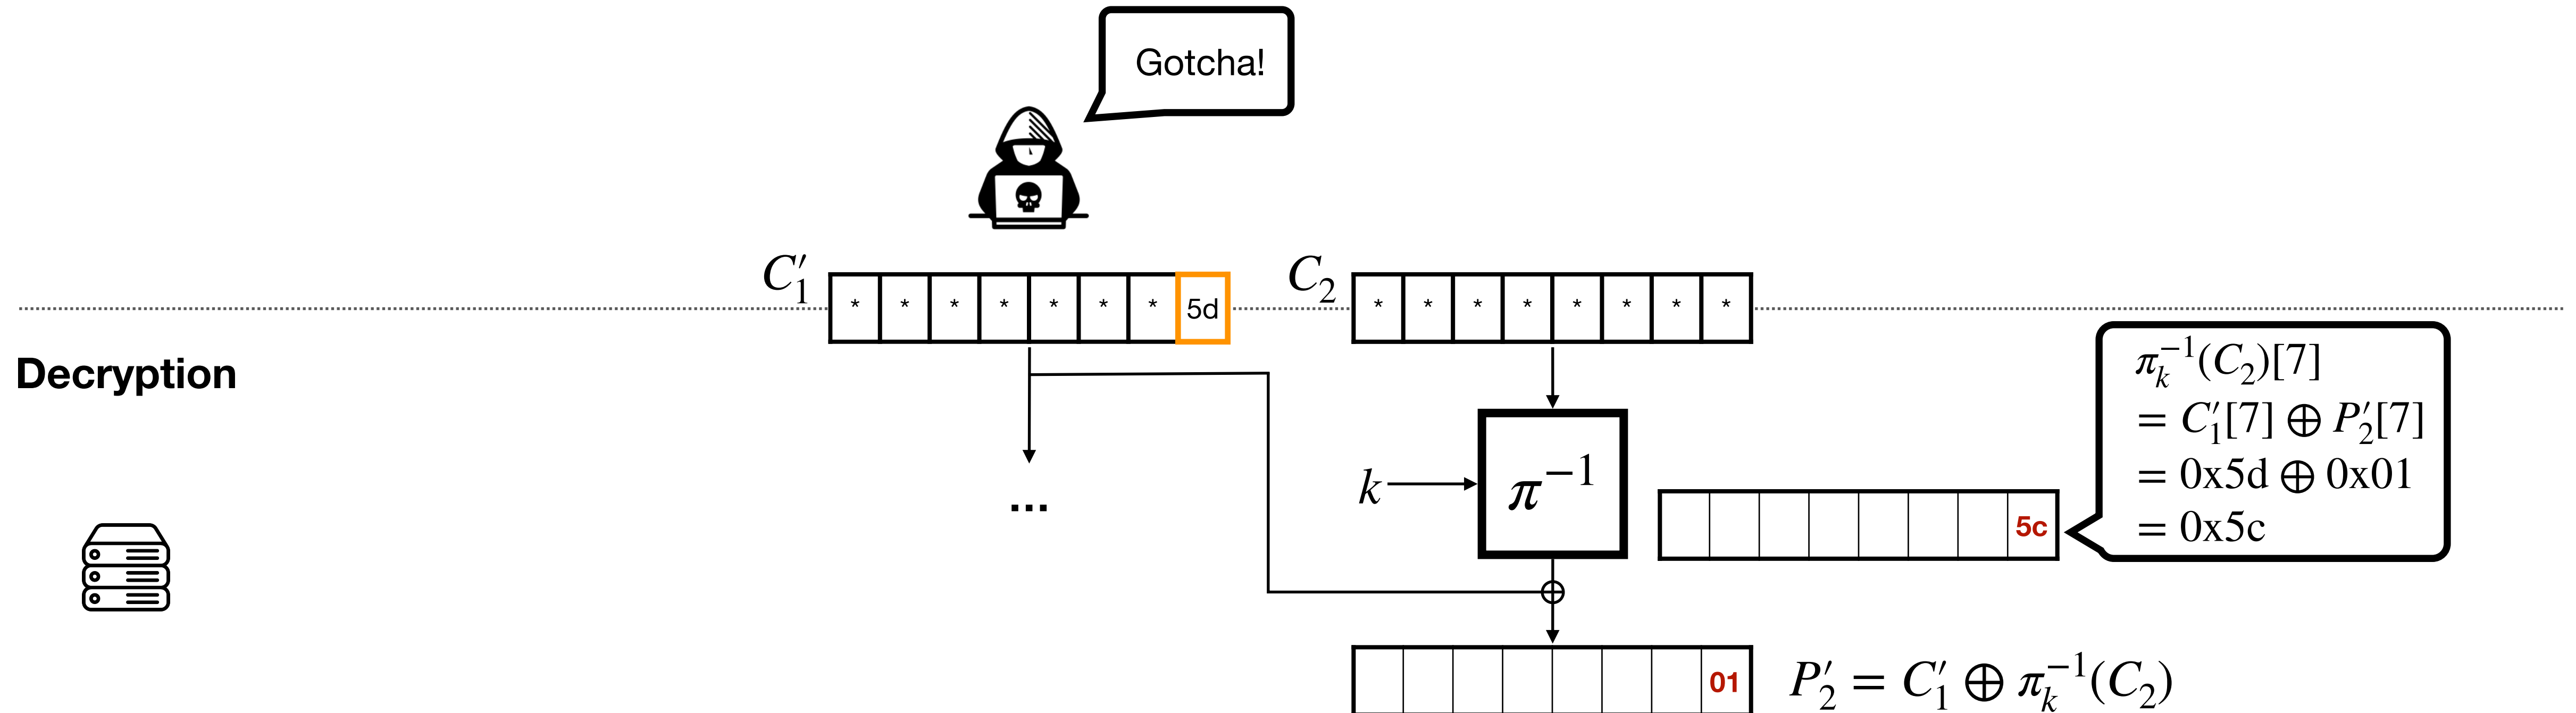 Gotcha!
C′₁
* * * * * * * 5d
C₂
* * * * * * * *
Decryption
π_k^{-1}(C₂)[7]
= C′₁[7] ⊕ P′₂[7]
= 0x5d ⊕ 0x01
= 0x5c
k
π^{-1}
...
5c
01
P′₂ = C′₁ ⊕ π_k^{-1}(C₂)